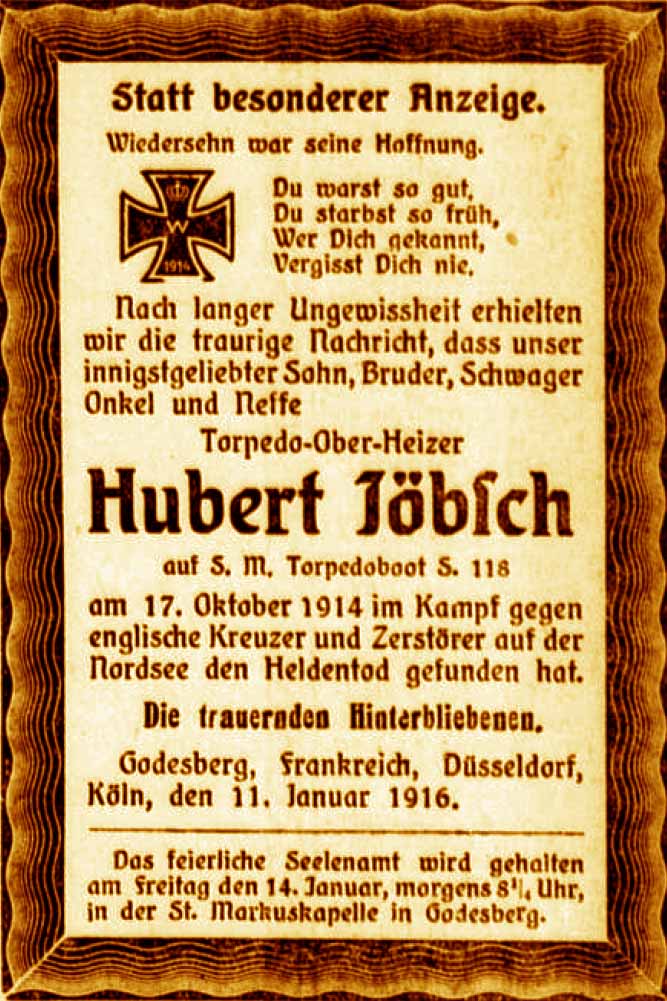 Statt besonderer Anzeige.
Wiedersehn war seine Hoffnung.
W
1914
Du warst so gut,
Du starbst so früh,
Wer Dich gekannt,
Vergisst Dich nie.
Nach langer Ungewissheit erhielten
wir die traurige Nachricht, dass unser
innigstgeliebter Sohn, Bruder, Schwager
Onkel und Neffe
Torpedo-Ober-Heizer
Hubert Jöbſch
auf S. M. Torpedoboot S. 118
am 17. Oktober 1914 im Kampf gegen
englische Kreuzer und Zerstörer auf der
Nordsee den Heldentod gefunden hat.
Die trauernden Hinterbliebenen.
Godesberg, Frankreich, Düsseldorf,
Köln, den 11. Januar 1916.
Das feierliche Seelenamt wird gehalten
am Freitag den 14. Januar, morgens 8¼ Uhr,
in der St. Markuskapelle in Godesberg.